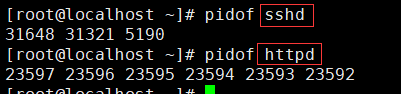 [root@localhost ~]# pidof sshd
31648 31321 5190
[root@localhost ~]# pidof httpd
23597 23596 23595 23594 23593 23592
[root@localhost ~]#